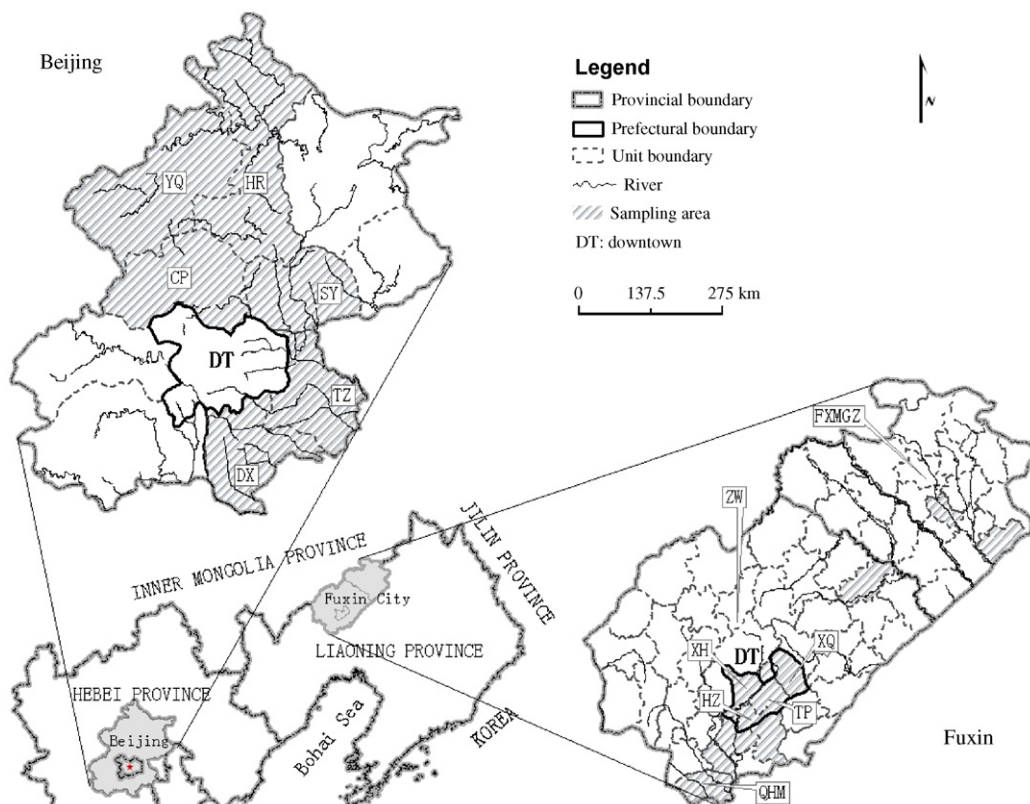 Beijing
Legend
Provincial boundary
Prefectural boundary
Unit boundary
River
Sampling area
DT: downtown
N
0 137.5 275 km
YQ
HR
CP
SY
DT
TZ
DX
FXMGZ
ZW
XH
DT
XQ
HZ
TP
QHM
Fuxin
INNER MONGOLIA PROVINCE
JILIN PROVINCE
Fuxin City
LIAONING PROVINCE
HEBEI PROVINCE
Beijing
Bohai Sea
KOREA